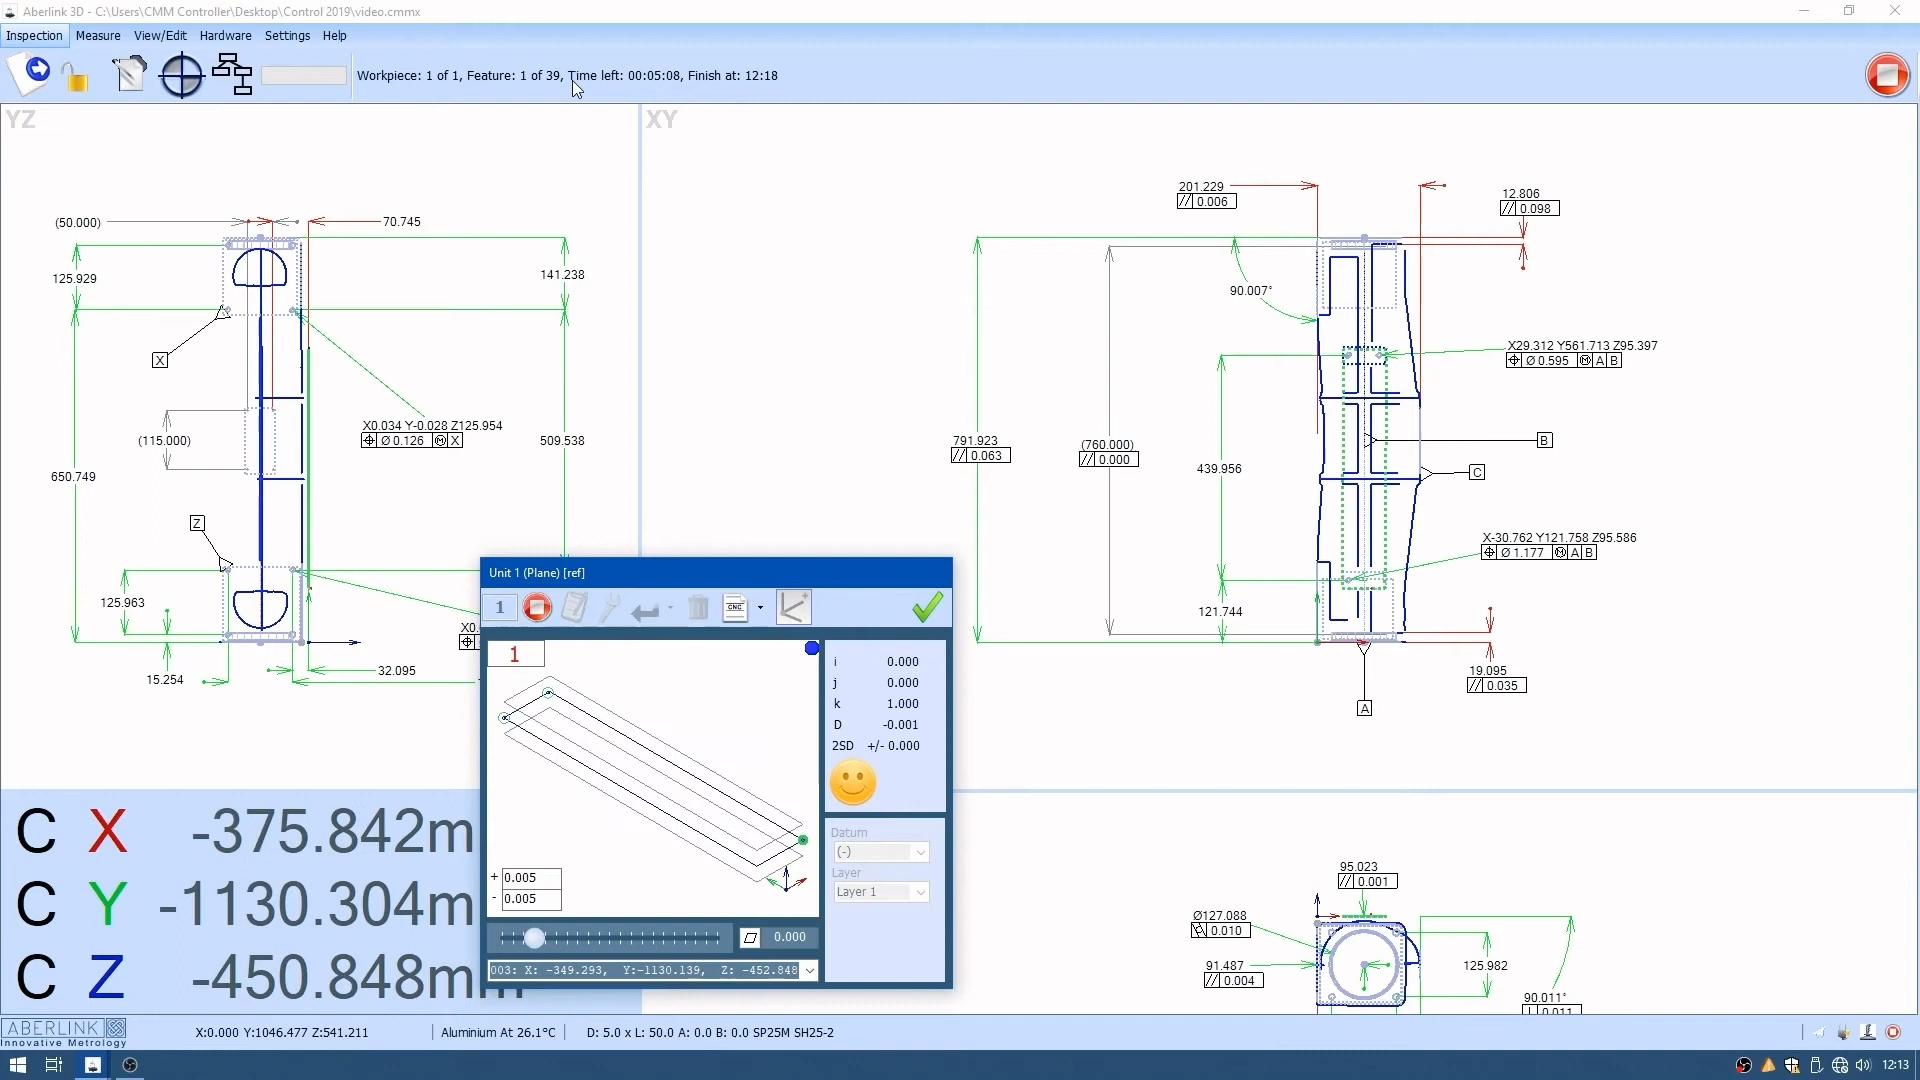 Aberlink 3D - C:\Users\CMM Controller\Desktop\Control 2019\video.cmmx
Inspection Measure View/Edit Hardware Settings Help
Workpiece: 1 of 1, Feature: 1 of 39, Time left: 00:05:08, Finish at: 12:18
YZ
XY
(50.000)
70.745
125.929
141.238
X
X0.034 Y-0.028 Z125.954
Ø 0.126 Ⓜ X
(115.000)
509.538
650.749
Z
125.963
15.254
32.095
X0.
201.229
// 0.006
12.806
// 0.098
90.007°
X29.312 Y561.713 Z95.397
Ø 0.595 Ⓜ A B
791.923
// 0.063
(760.000)
// 0.000
B
439.956
C
X-30.762 Y121.758 Z95.586
Ø 1.177 Ⓜ A B
121.744
19.095
// 0.035
A
Unit 1 (Plane) [ref]
1
CNC
1
i 0.000
j 0.000
k 1.000
D -0.001
2SD +/- 0.000
Datum
(-)
Layer
Layer 1
+ 0.005
- 0.005
0.000
003: X: -349.293, Y:-1130.139, Z: -452.848
C X -375.842m
C Y -1130.304m
C Z -450.848mm
95.023
// 0.001
Ø127.088
0.010
91.487
// 0.004
125.982
90.011°
0.011
ABERLINK
Innovative Metrology
X:0.000 Y:1046.477 Z:541.211
Aluminium At 26.1°C
D: 5.0 x L: 50.0 A: 0.0 B: 0.0 SP25M SH25-2
12:13